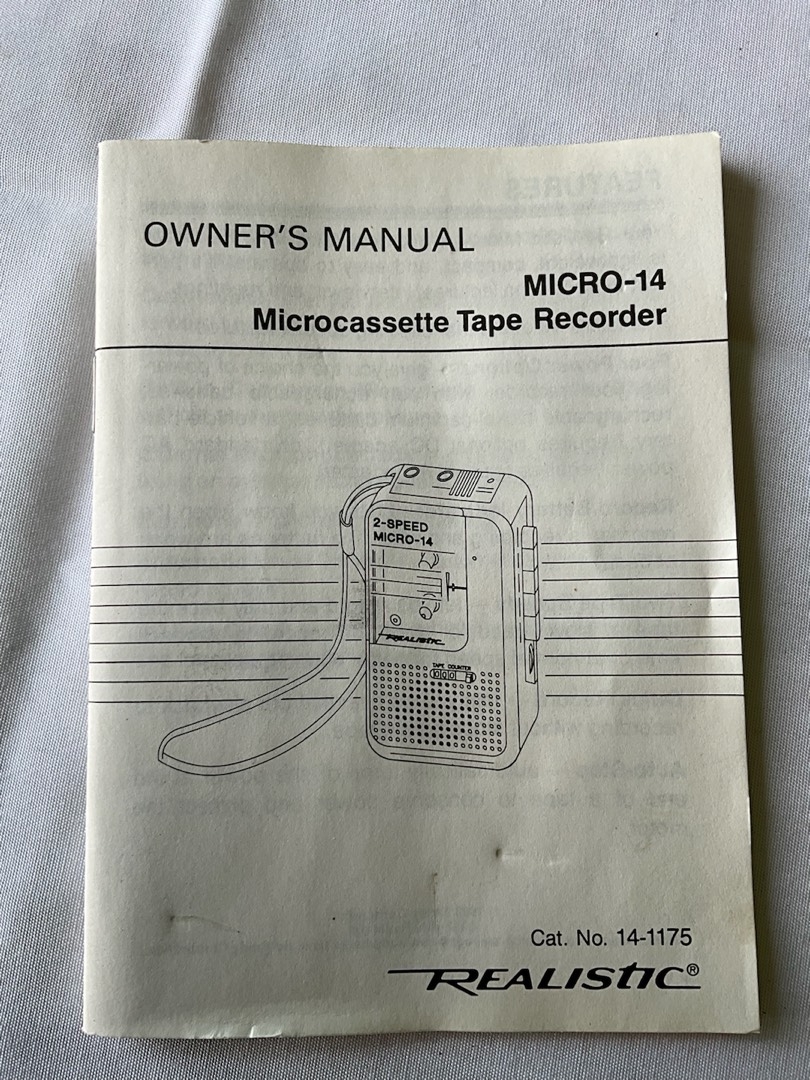 OWNER'S MANUAL
MICRO-14
Microcassette Tape Recorder
2-SPEED
MICRO-14
REALISTIC
TAPE COUNTER
000
Cat. No. 14-1175
REALISTIC®